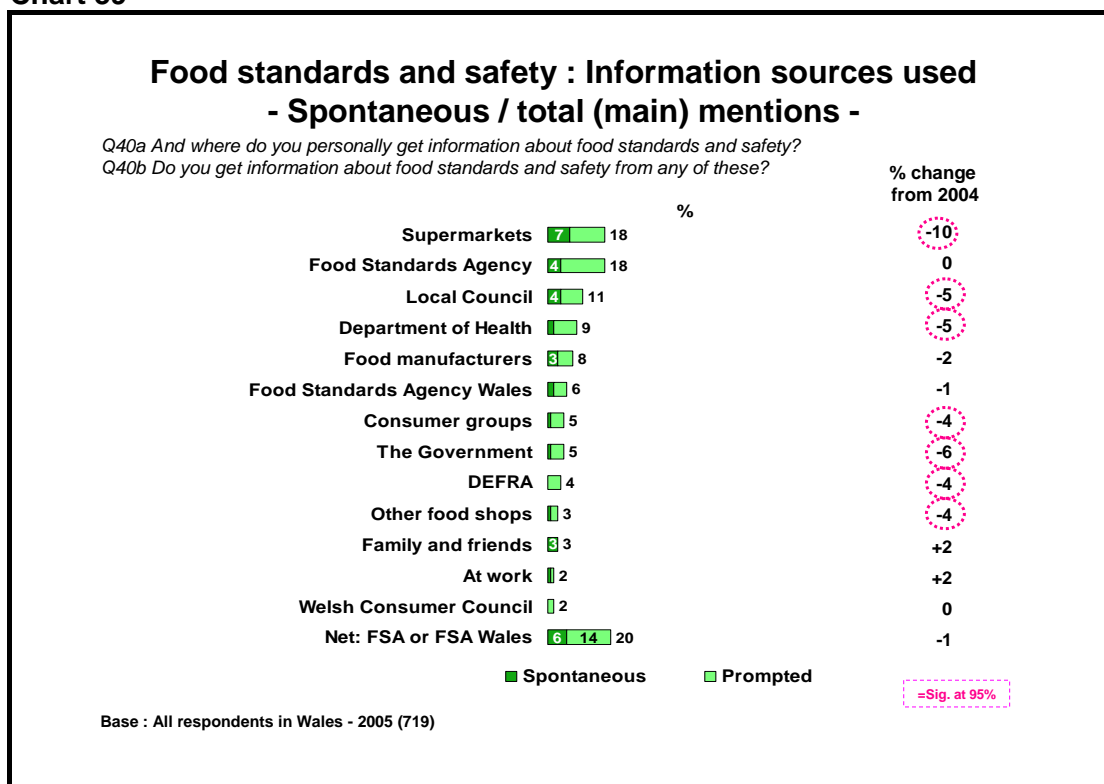 Food standards and safety : Information sources used
- Spontaneous / total (main) mentions -
Q40a And where do you personally get information about food standards and safety?
Q40b Do you get information about food standards and safety from any of these?
% change
from 2004
%
Supermarkets 7 18 -10
Food Standards Agency 4 18 0
Local Council 4 11 -5
Department of Health 9 -5
Food manufacturers 3 8 -2
Food Standards Agency Wales 6 -1
Consumer groups 5 -4
The Government 5 -6
DEFRA 4 -4
Other food shops 3 -4
Family and friends 3 3 +2
At work 2 +2
Welsh Consumer Council 2 0
Net: FSA or FSA Wales 6 14 20 -1
Spontaneous Prompted
=Sig. at 95%
Base : All respondents in Wales - 2005 (719)